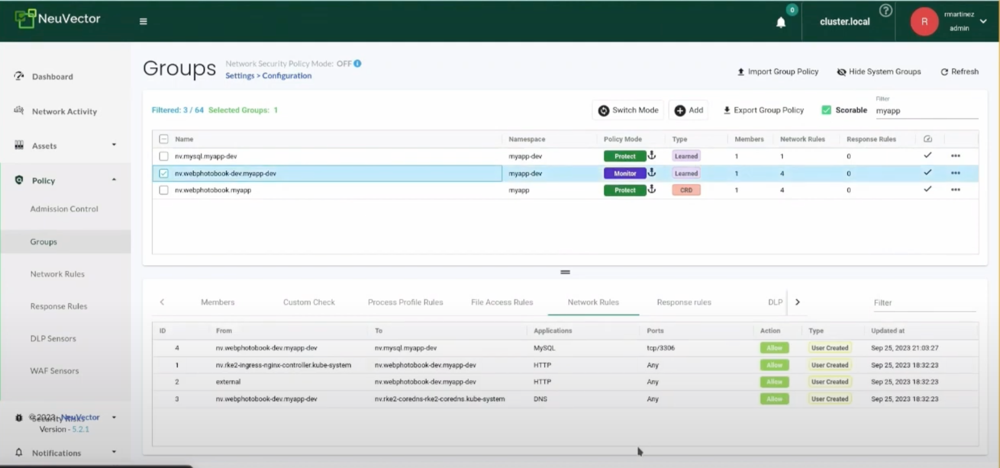 NeuVector
0
cluster.local
?
R
rmartinez
admin
Dashboard
Network Activity
Assets
Policy
Admission Control
Groups
Network Rules
Response Rules
DLP Sensors
WAF Sensors
Security Risks
© 2023 - NeuVector
Version - 5.2.1
Notifications
Groups
Network Security Policy Mode: OFF
Settings > Configuration
Import Group Policy
Hide System Groups
Refresh
Filtered: 3 / 64 Selected Groups: 1
Switch Mode
Add
Export Group Policy
Scorable
Filter
myapp
Name Namespace Policy Mode Type Members Network Rules Response Rules
nv.mysql.myapp-dev myapp-dev Protect Learned 1 1 0
nv.webphotobook-dev.myapp-dev myapp-dev Monitor Learned 1 4 0
nv.webphotobook.myapp myapp Protect CRD 1 4 0
Members Custom Check Process Profile Rules File Access Rules Network Rules Response rules DLP
Filter
ID From To Applications Ports Action Type Updated at
4 nv.webphotobook-dev.myapp-dev nv.mysql.myapp-dev MySQL tcp/3306 Allow User Created Sep 25, 2023 21:03:27
1 nv.rke2-ingress-nginx-controller.kube-system nv.webphotobook-dev.myapp-dev HTTP Any Allow User Created Sep 25, 2023 18:32:23
2 external nv.webphotobook-dev.myapp-dev HTTP Any Allow User Created Sep 25, 2023 18:32:23
3 nv.webphotobook-dev.myapp-dev nv.rke2-coredns-rke2-coredns.kube-system DNS Any Allow User Created Sep 25, 2023 18:32:23